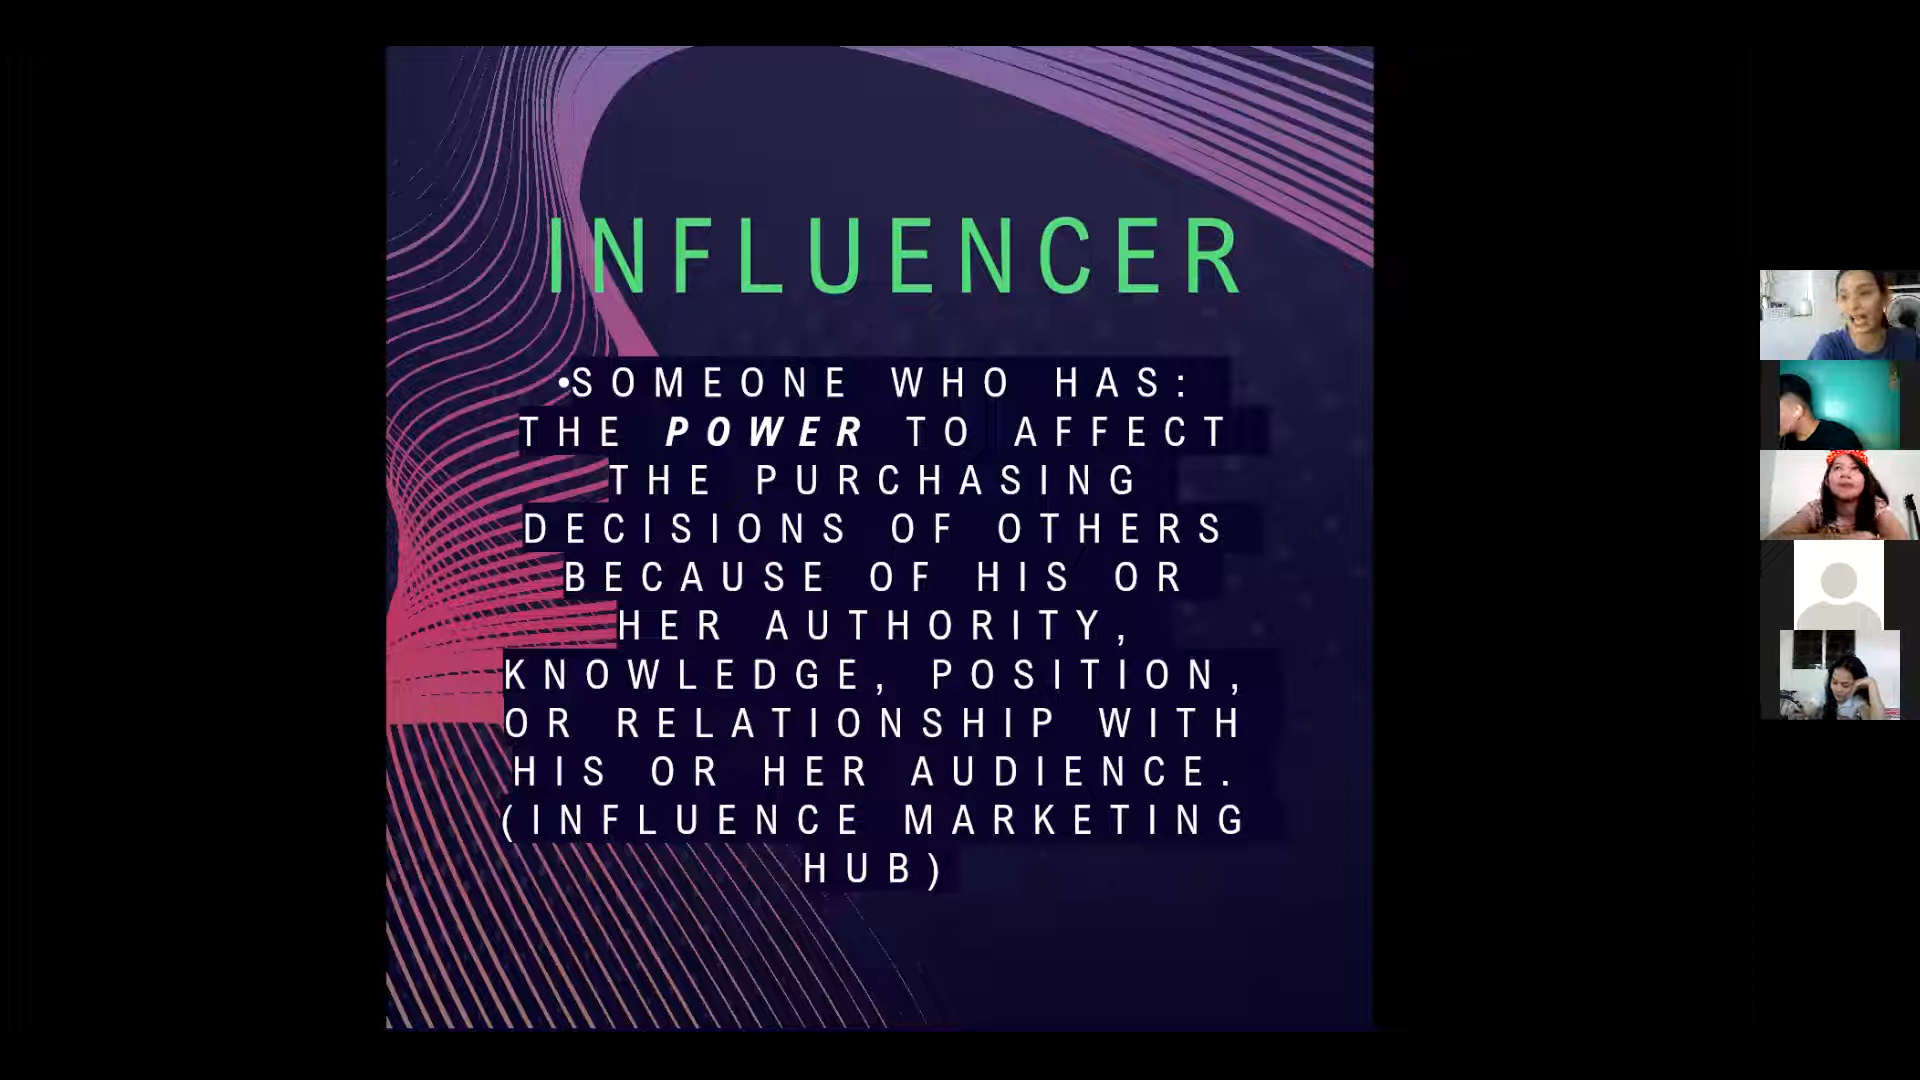 INFLUENCER
•SOMEONE WHO HAS:
THE POWER TO AFFECT
THE PURCHASING
DECISIONS OF OTHERS
BECAUSE OF HIS OR
HER AUTHORITY,
KNOWLEDGE, POSITION,
OR RELATIONSHIP WITH
HIS OR HER AUDIENCE.
(INFLUENCE MARKETING
HUB)